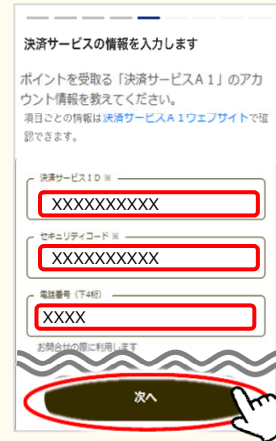 決済サービスの情報を入力します
ポイントを受取る「決済サービスA１」のアカ
ウント情報を教えてください。
項目ごとの情報は決済サービスA１ウェブサイトで確
認できます。
決済サービスＩＤ ※
XXXXXXXXXX
セキュリティコード ※
XXXXXXXXXX
電話番号（下4桁）
XXXX
お問合せの際に利用します
次へ